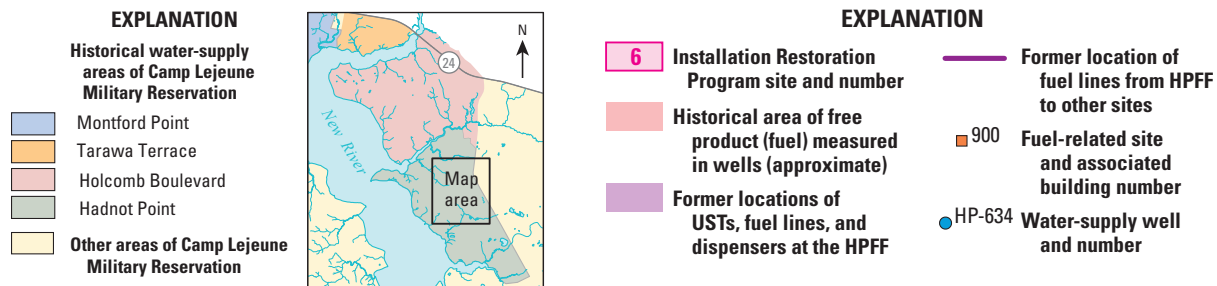 EXPLANATION
Historical water-supply
areas of Camp Lejeune
Military Reservation
Montford Point
Tarawa Terrace
Holcomb Boulevard
Hadnot Point
Other areas of Camp Lejeune
Military Reservation
N
24
New River
Map
area
EXPLANATION
6
Installation Restoration
Program site and number
Historical area of free
product (fuel) measured
in wells (approximate)
Former locations of
USTs, fuel lines, and
dispensers at the HPFF
Former location of
fuel lines from HPFF
to other sites
900
Fuel-related site
and associated
building number
HP-634
Water-supply well
and number